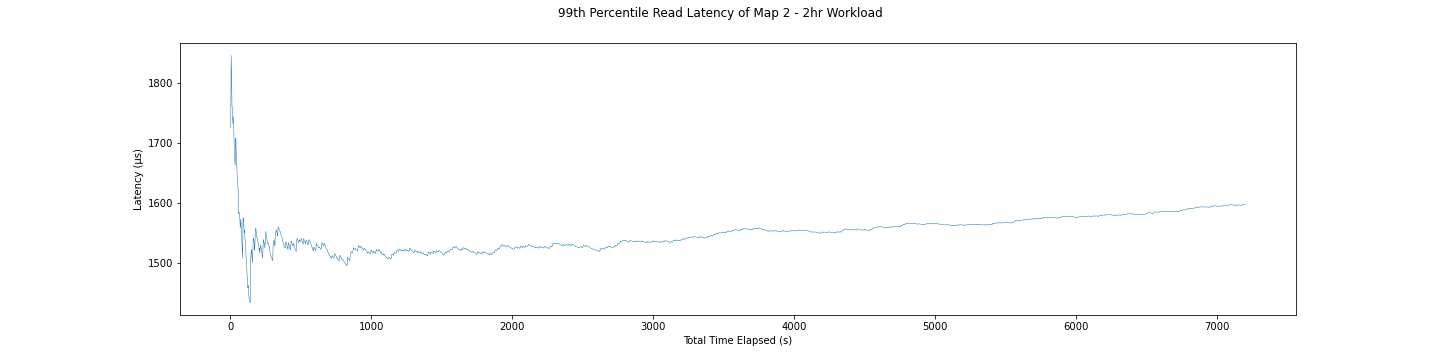 99th Percentile Read Latency of Map 2 - 2hr Workload
1800
1700
1600
1500
Latency (µs)
0 1000 2000 3000 4000 5000 6000 7000
Total Time Elapsed (s)